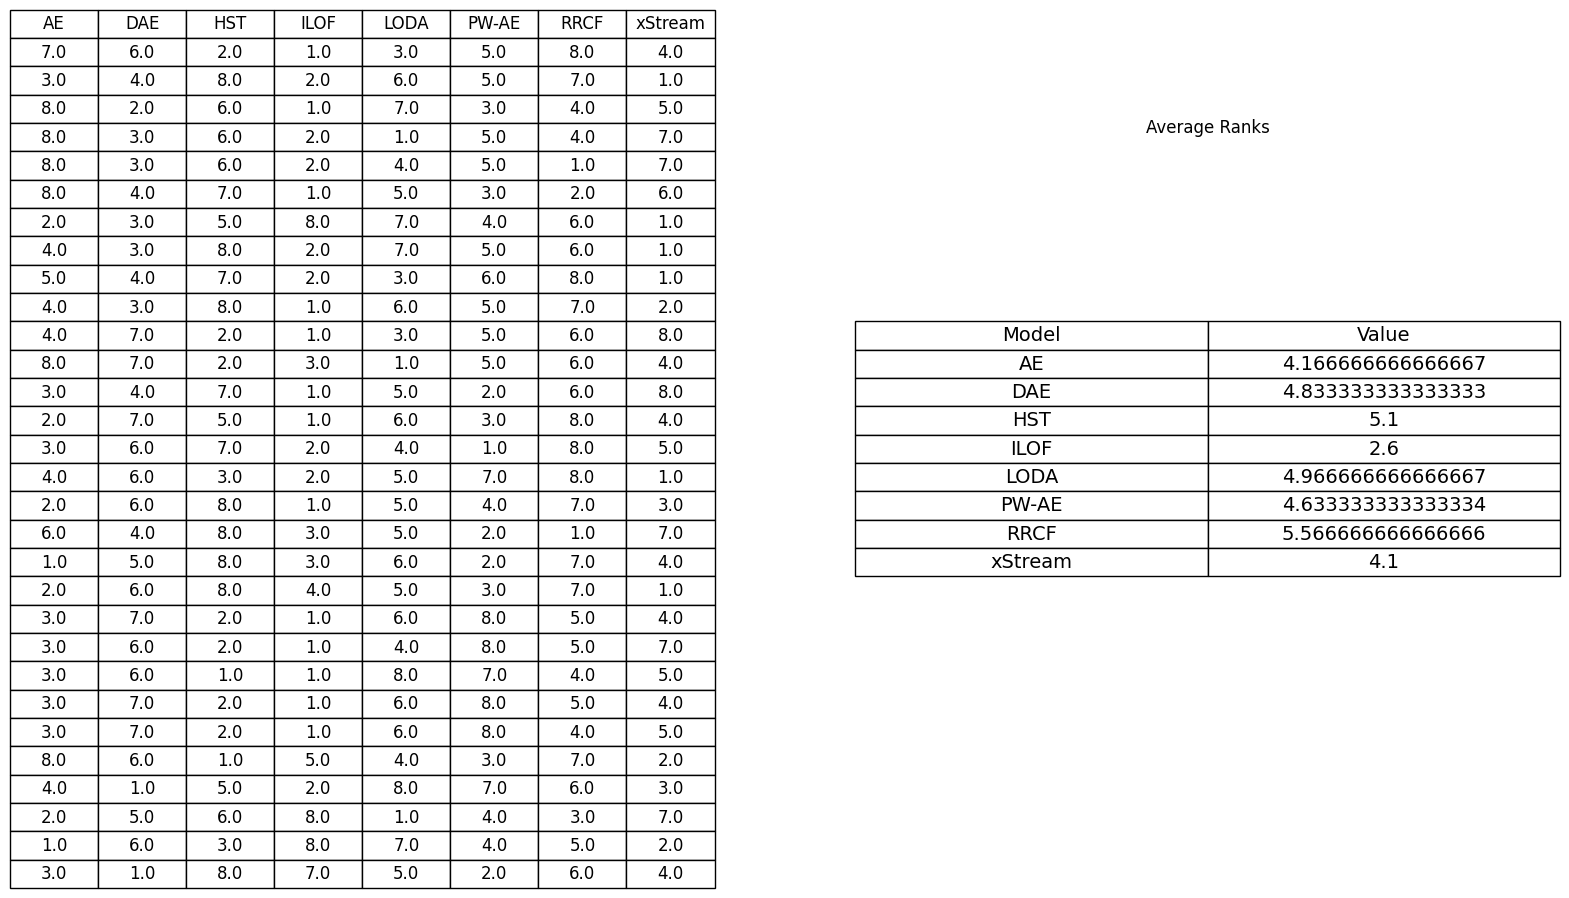 AE DAE HST ILOF LODA PW-AE RRCF xStream
7.0 6.0 2.0 1.0 3.0 5.0 8.0 4.0
3.0 4.0 8.0 2.0 6.0 5.0 7.0 1.0
8.0 2.0 6.0 1.0 7.0 3.0 4.0 5.0
8.0 3.0 6.0 2.0 1.0 5.0 4.0 7.0
8.0 3.0 6.0 2.0 4.0 5.0 1.0 7.0
8.0 4.0 7.0 1.0 5.0 3.0 2.0 6.0
2.0 3.0 5.0 8.0 7.0 4.0 6.0 1.0
4.0 3.0 8.0 2.0 7.0 5.0 6.0 1.0
5.0 4.0 7.0 2.0 3.0 6.0 8.0 1.0
4.0 3.0 8.0 1.0 6.0 5.0 7.0 2.0
4.0 7.0 2.0 1.0 3.0 5.0 6.0 8.0
8.0 7.0 2.0 3.0 1.0 5.0 6.0 4.0
3.0 4.0 7.0 1.0 5.0 2.0 6.0 8.0
2.0 7.0 5.0 1.0 6.0 3.0 8.0 4.0
3.0 6.0 7.0 2.0 4.0 1.0 8.0 5.0
4.0 6.0 3.0 2.0 5.0 7.0 8.0 1.0
2.0 6.0 8.0 1.0 5.0 4.0 7.0 3.0
6.0 4.0 8.0 3.0 5.0 2.0 1.0 7.0
1.0 5.0 8.0 3.0 6.0 2.0 7.0 4.0
2.0 6.0 8.0 4.0 5.0 3.0 7.0 1.0
3.0 7.0 2.0 1.0 6.0 8.0 5.0 4.0
3.0 6.0 2.0 1.0 4.0 8.0 5.0 7.0
3.0 6.0 1.0 1.0 8.0 7.0 4.0 5.0
3.0 7.0 2.0 1.0 6.0 8.0 5.0 4.0
3.0 7.0 2.0 1.0 6.0 8.0 4.0 5.0
8.0 6.0 1.0 5.0 4.0 3.0 7.0 2.0
4.0 1.0 5.0 2.0 8.0 7.0 6.0 3.0
2.0 5.0 6.0 8.0 1.0 4.0 3.0 7.0
1.0 6.0 3.0 8.0 7.0 4.0 5.0 2.0
3.0 1.0 8.0 7.0 5.0 2.0 6.0 4.0
Average Ranks
Model Value
AE 4.166666666666667
DAE 4.833333333333333
HST 5.1
ILOF 2.6
LODA 4.966666666666667
PW-AE 4.633333333333334
RRCF 5.566666666666666
xStream 4.1